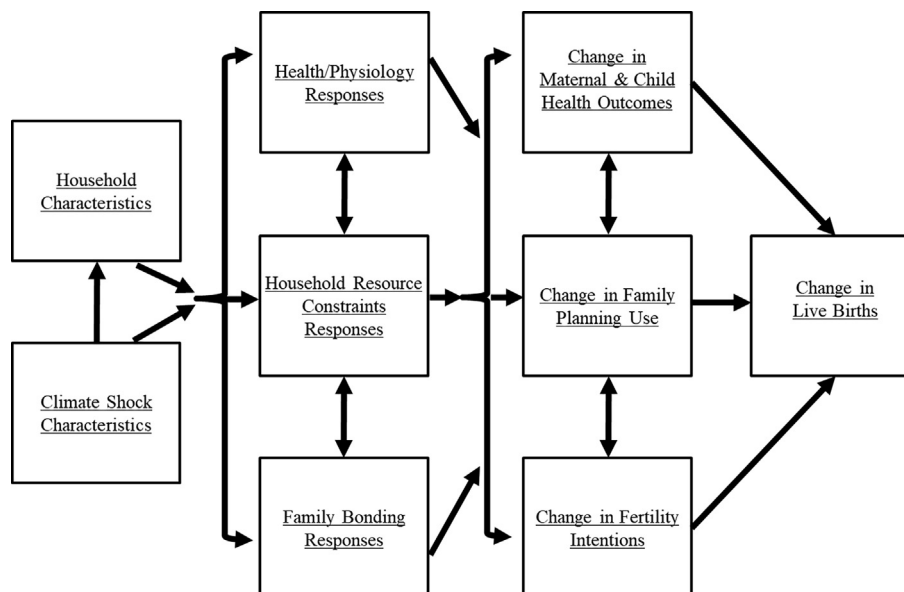 Health/Physiology
Responses
Change in
Maternal & Child
Health Outcomes
Household
Characteristics
Household Resource
Constraints
Responses
Change in Family
Planning Use
Change in
Live Births
Climate Shock
Characteristics
Family Bonding
Responses
Change in Fertility
Intentions